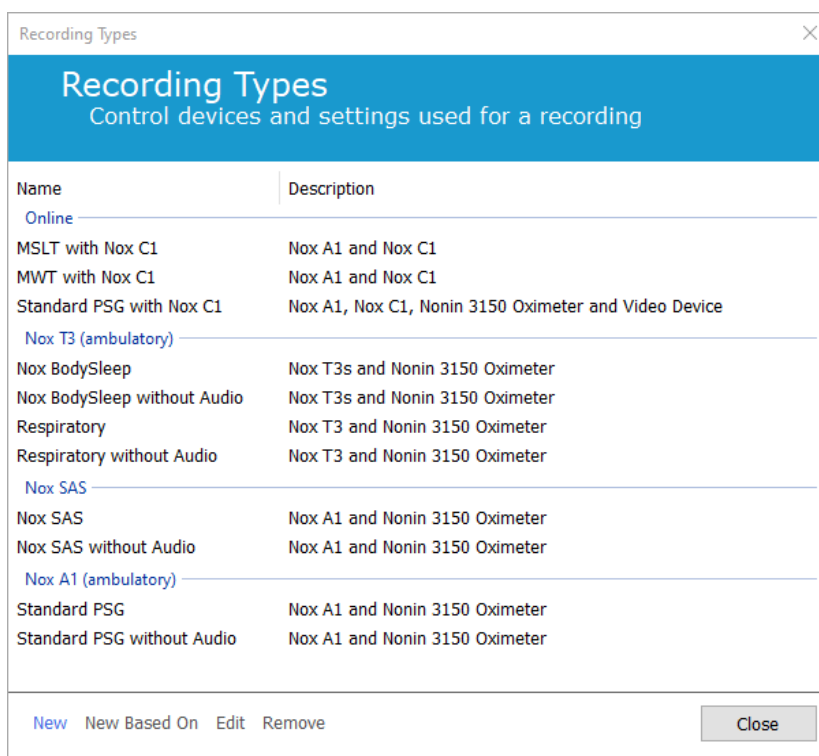 Recording Types
Recording Types
Control devices and settings used for a recording
Name Description
Online
MSLT with Nox C1 Nox A1 and Nox C1
MWT with Nox C1 Nox A1 and Nox C1
Standard PSG with Nox C1 Nox A1, Nox C1, Nonin 3150 Oximeter and Video Device
Nox T3 (ambulatory)
Nox BodySleep Nox T3s and Nonin 3150 Oximeter
Nox BodySleep without Audio Nox T3s and Nonin 3150 Oximeter
Respiratory Nox T3 and Nonin 3150 Oximeter
Respiratory without Audio Nox T3 and Nonin 3150 Oximeter
Nox SAS
Nox SAS Nox A1 and Nonin 3150 Oximeter
Nox SAS without Audio Nox A1 and Nonin 3150 Oximeter
Nox A1 (ambulatory)
Standard PSG Nox A1 and Nonin 3150 Oximeter
Standard PSG without Audio Nox A1 and Nonin 3150 Oximeter
New New Based On Edit Remove Close